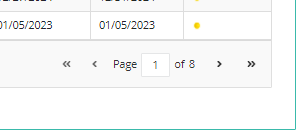 01/05/2023 01/05/2023
« ‹ Page 1 of 8 › »